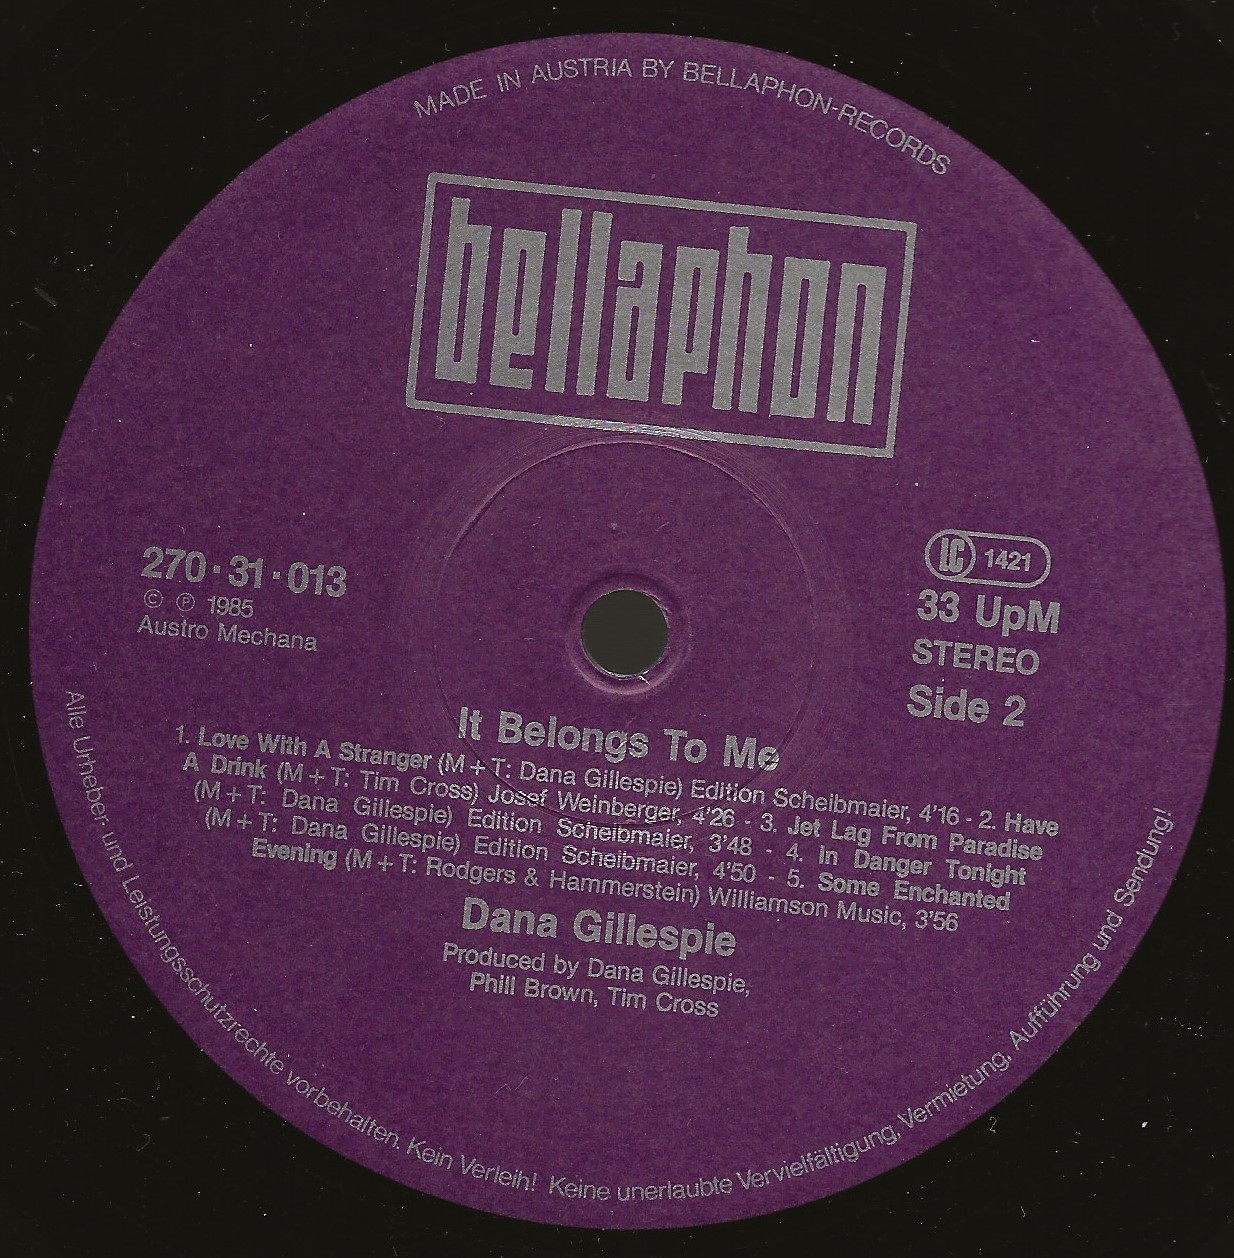 MADE IN AUSTRIA BY BELLAPHON-RECORDS
bellaphon
270·31·013
© ℗ 1985
Austro Mechana
LC 1421
33 UpM
STEREO
Side 2
It Belongs To Me
1. Love With A Stranger (M+T: Dana Gillespie) Edition Scheibmaier, 4'16 - 2. Have
A Drink (M+T: Tim Cross) Josef Weinberger, 4'26 - 3. Jet Lag From Paradise
(M+T: Dana Gillespie) Edition Scheibmaier, 3'48 - 4. In Danger Tonight
(M+T: Dana Gillespie) Edition Scheibmaier, 4'50 - 5. Some Enchanted
Evening (M+T: Rodgers & Hammerstein) Williamson Music, 3'56
Dana Gillespie
Produced by Dana Gillespie,
Phill Brown, Tim Cross
Alle Urheber- und Leistungsschutzrechte vorbehalten. Kein Verleih! Keine unerlaubte Vervielfältigung, Vermietung, Aufführung und Sendung!